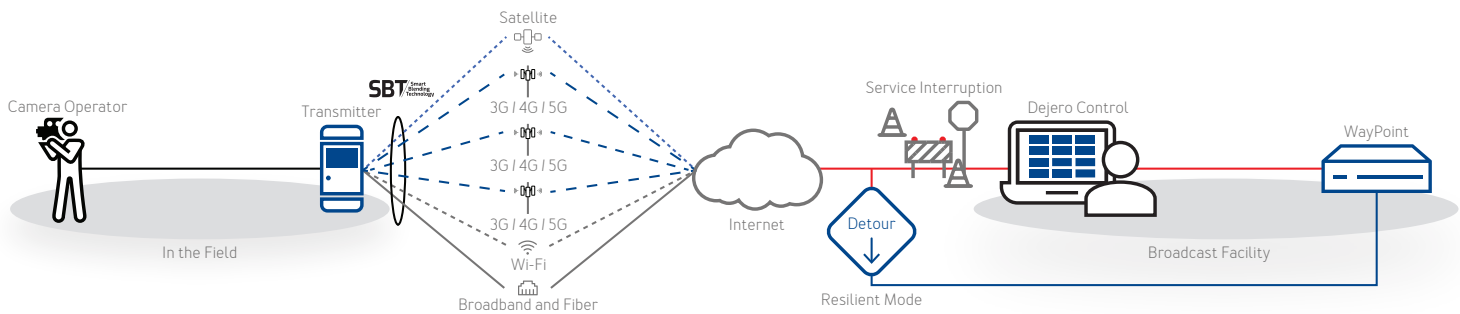 Camera Operator
In the Field
Transmitter
SBT Smart
Blending
Technology
Satellite
3G / 4G / 5G
3G / 4G / 5G
3G / 4G / 5G
Wi-Fi
Broadband and Fiber
Internet
Service Interruption
Detour
Resilient Mode
Dejero Control
WayPoint
Broadcast Facility